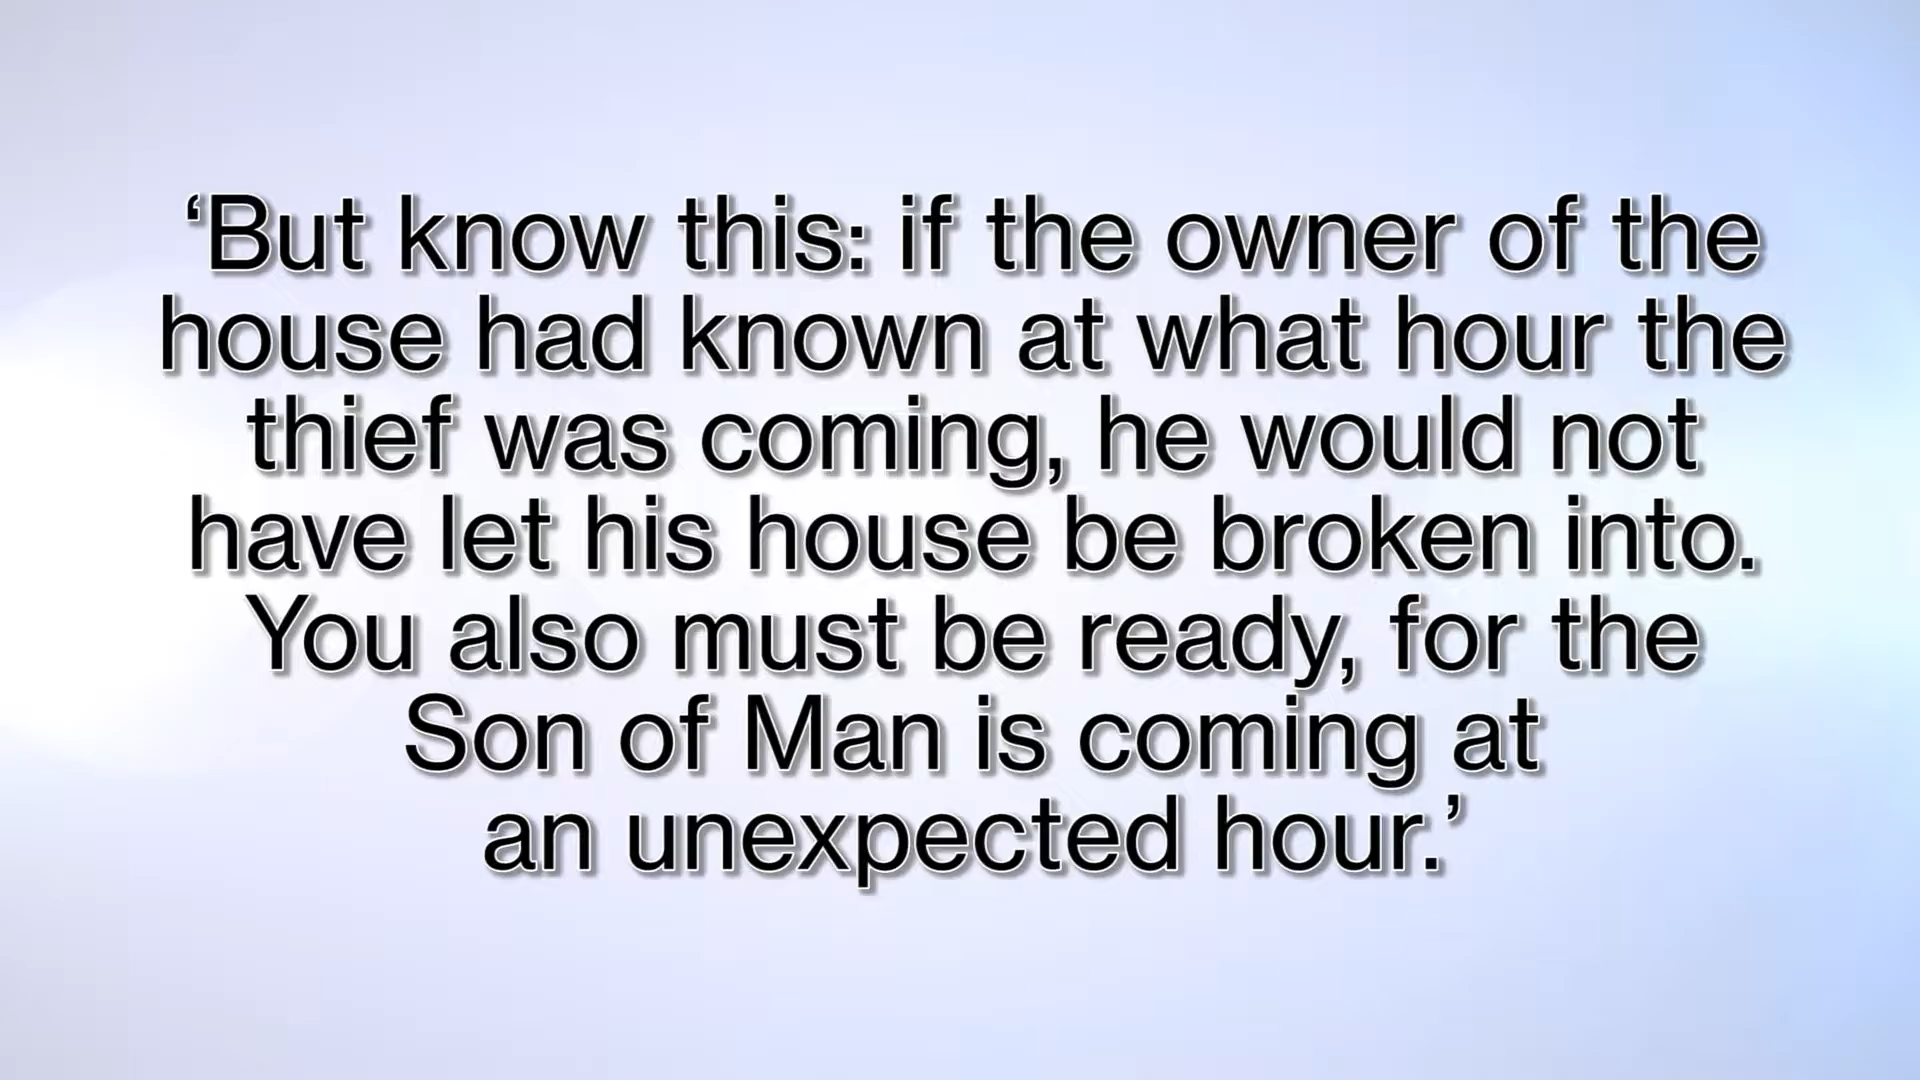 ‘But know this: if the owner of the
house had known at what hour the
thief was coming, he would not
have let his house be broken into.
You also must be ready, for the
Son of Man is coming at
an unexpected hour.’